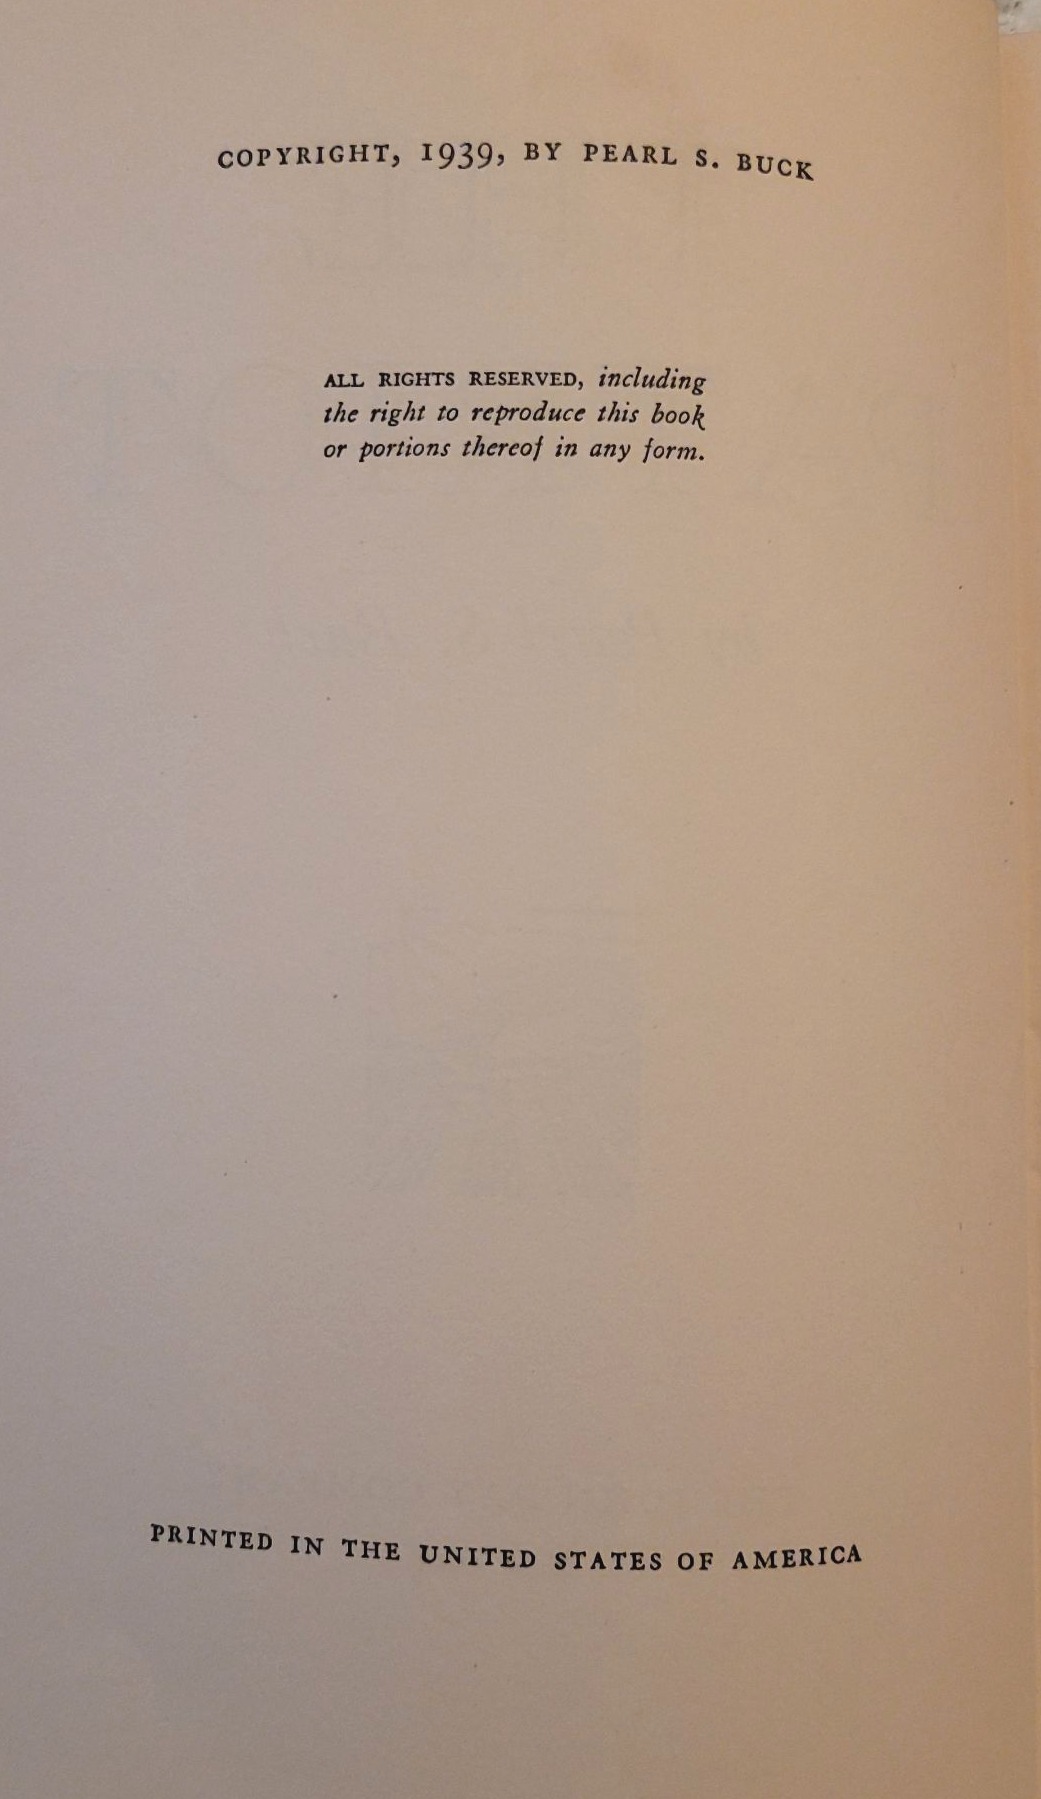 COPYRIGHT, 1939, BY PEARL S. BUCK
ALL RIGHTS RESERVED, including
the right to reproduce this book
or portions thereof in any form.
PRINTED IN THE UNITED STATES OF AMERICA